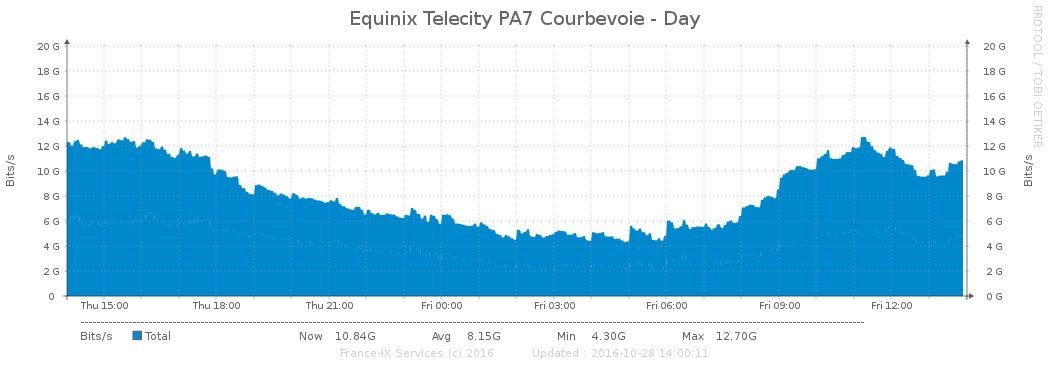 Equinix Telecity PA7 Courbevoie - Day
RRDTOOL / TOBI OETIKER
Bits/s
20 G 20 G
18 G 18 G
16 G 16 G
14 G 14 G
12 G 12 G
10 G 10 G
8 G 8 G
6 G 6 G
4 G 4 G
2 G 2 G
0 0 G
Bits/s
Thu 15:00 Thu 18:00 Thu 21:00 Fri 00:00 Fri 03:00 Fri 06:00 Fri 09:00 Fri 12:00
Bits/s Total Now 10.84G Avg 8.15G Min 4.30G Max 12.70G
France-IX Services (c) 2016 Updated : 2016-10-28 14:00:11